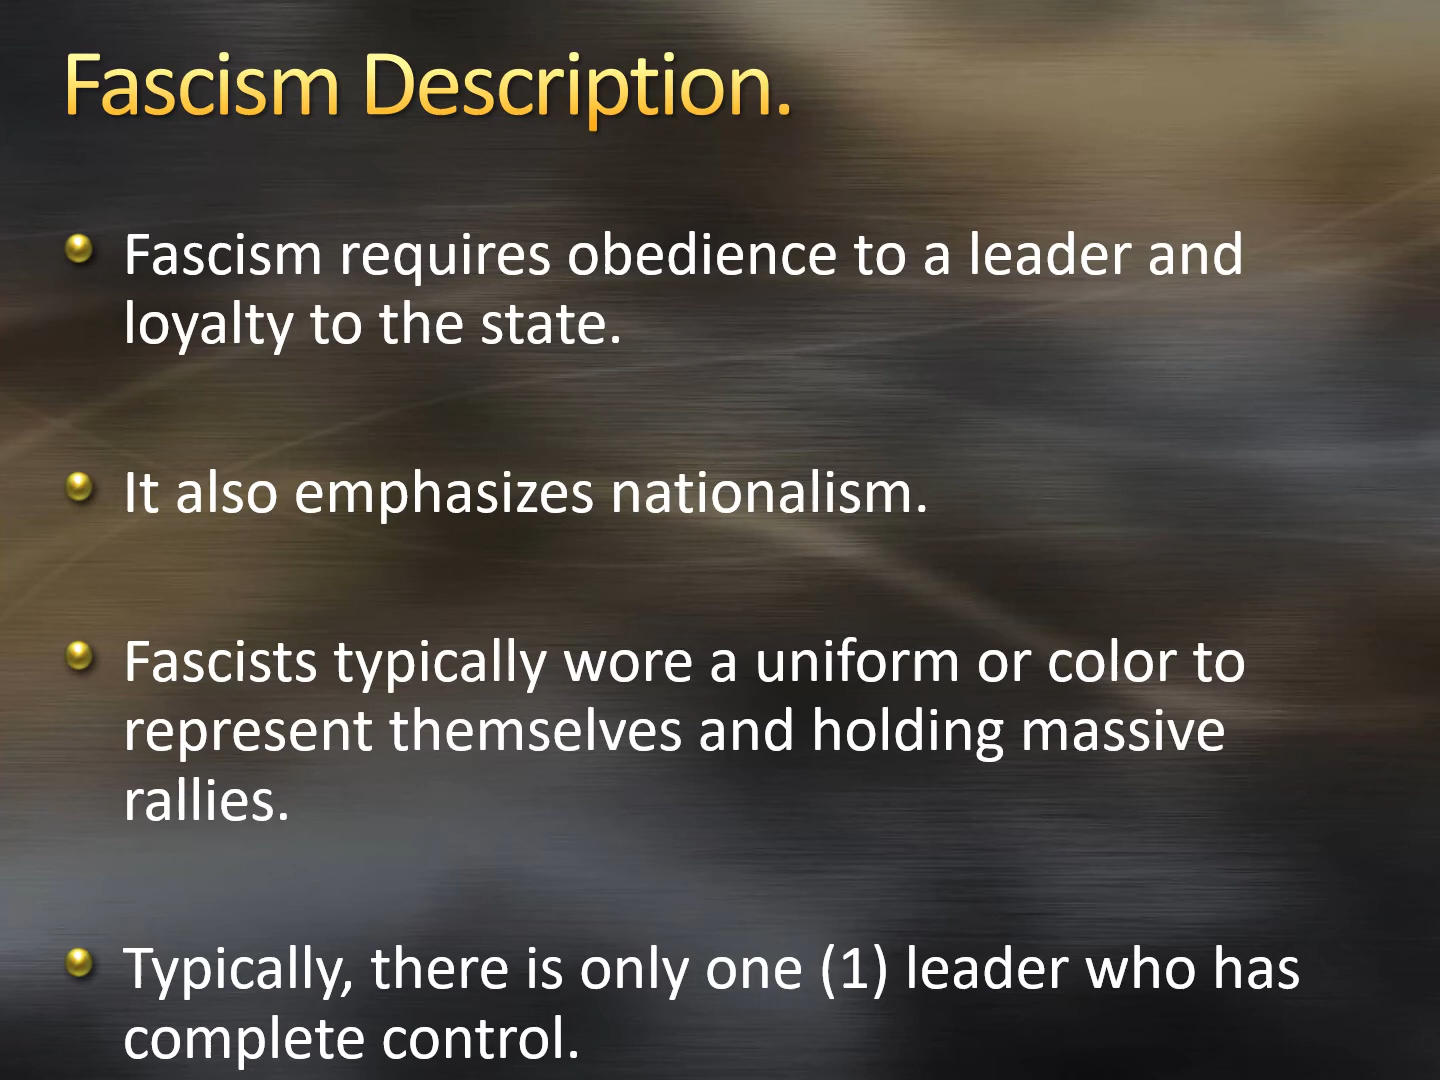 Fascism Description.
Fascism requires obedience to a leader and
loyalty to the state.
It also emphasizes nationalism.
Fascists typically wore a uniform or color to
represent themselves and holding massive
rallies.
Typically, there is only one (1) leader who has
complete control.